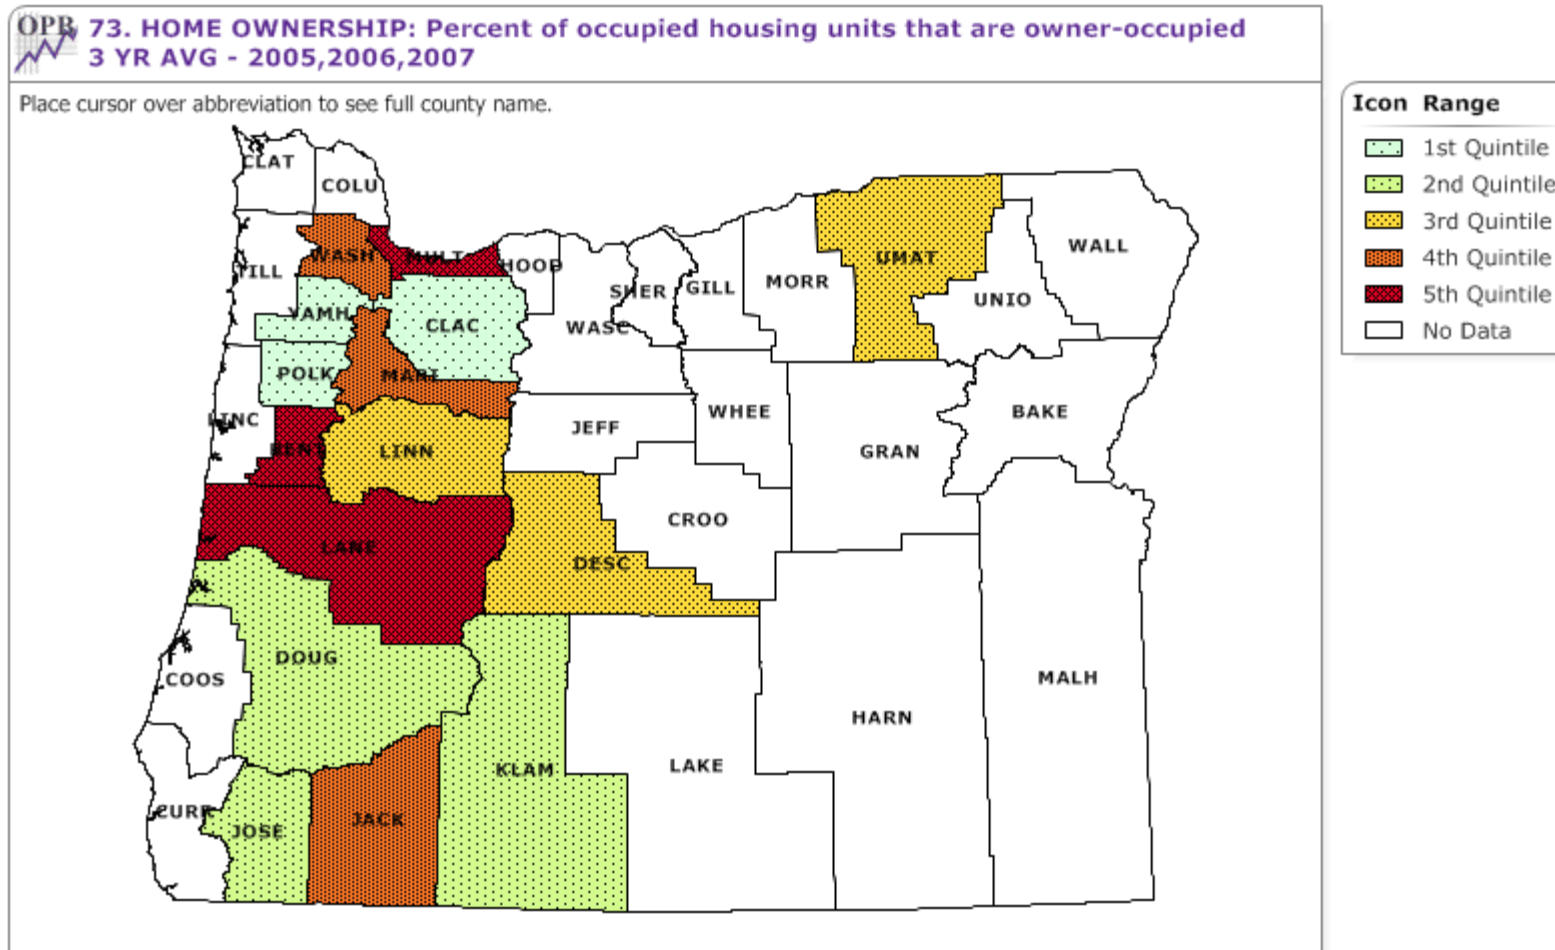 OPB
73. HOME OWNERSHIP: Percent of occupied housing units that are owner-occupied
3 YR AVG - 2005,2006,2007
Place cursor over abbreviation to see full county name.
Icon Range
1st Quintile
2nd Quintile
3rd Quintile
4th Quintile
5th Quintile
No Data
CLAT
COLU
WASH
MULT
HOOD
TILL
YAMH
CLAC
SHER
GILL
MORR
UMAT
UNIO
WALL
WASC
POLK
MARI
LINC
BENT
LINN
JEFF
WHEE
GRAN
BAKE
LANE
DESC
CROO
DOUG
COOS
KLAM
LAKE
HARN
MALH
CURR
JOSE
JACK